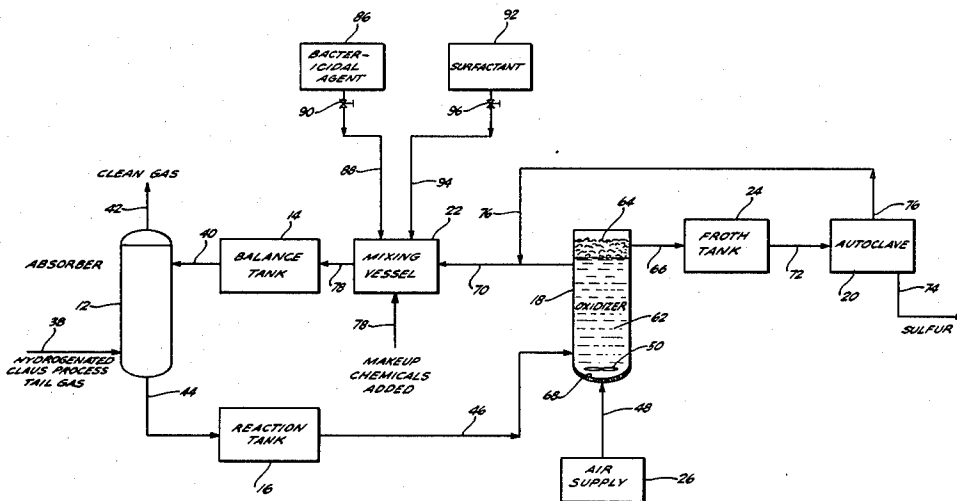 86
92
BACTER-
ICIDAL
AGENT
SURFACTANT
90
96
CLEAN GAS
88
94
76
42
14
22
64
24
76
40
BALANCE
TANK
78
MIXING
VESSEL
70
66
FROTH
TANK
72
AUTOCLAVE
ABSORBER
12
18
OXIDIZER
62
20
74
SULFUR
38
HYDROGENATED
CLAUS PROCESS
TAIL GAS
78
MAKEUP
CHEMICALS
ADDED
50
68
44
46
48
REACTION
TANK
16
AIR
SUPPLY
26